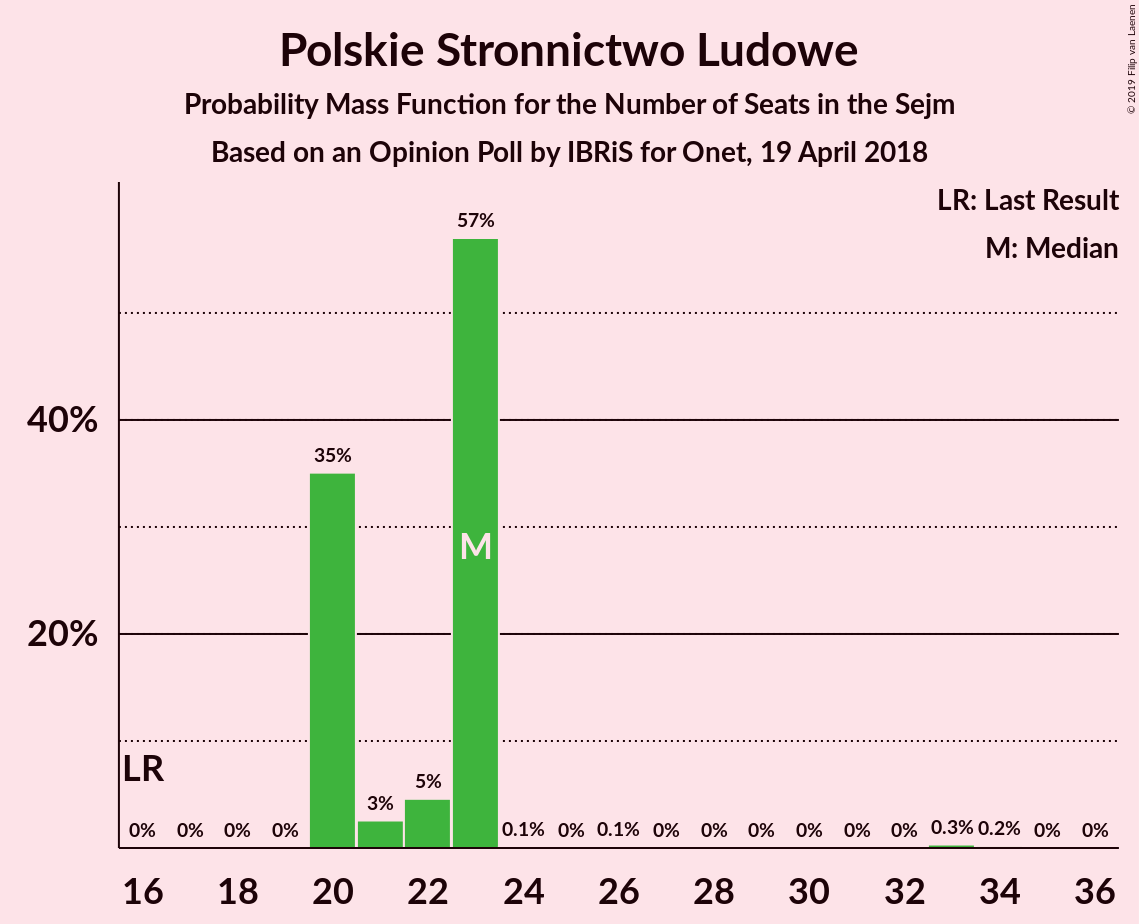 Polskie Stronnictwo Ludowe
Probability Mass Function for the Number of Seats in the Sejm
Based on an Opinion Poll by IBRiS for Onet, 19 April 2018
© 2019 Filip van Laenen
LR: Last Result
M: Median
57%
40%
35%
M
20%
LR
5%
3%
0% 0% 0% 0% 0.1% 0% 0.1% 0% 0% 0% 0% 0% 0% 0.3% 0.2% 0% 0%
16 18 20 22 24 26 28 30 32 34 36